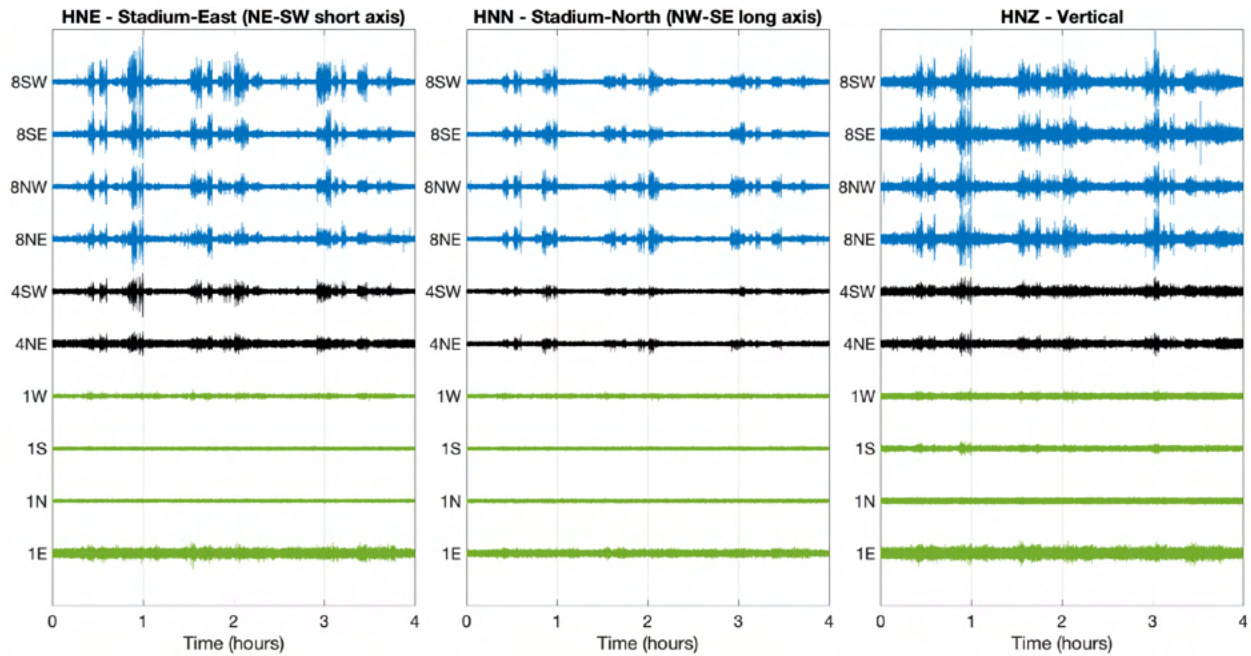 HNE - Stadium-East (NE-SW short axis)
HNN - Stadium-North (NW-SE long axis)
HNZ - Vertical
8SW
8SE
8NW
8NE
4SW
4NE
1W
1S
1N
1E
0 1 2 3 4
Time (hours)
8SW
8SE
8NW
8NE
4SW
4NE
1W
1S
1N
1E
0 1 2 3 4
Time (hours)
8SW
8SE
8NW
8NE
4SW
4NE
1W
1S
1N
1E
0 1 2 3 4
Time (hours)